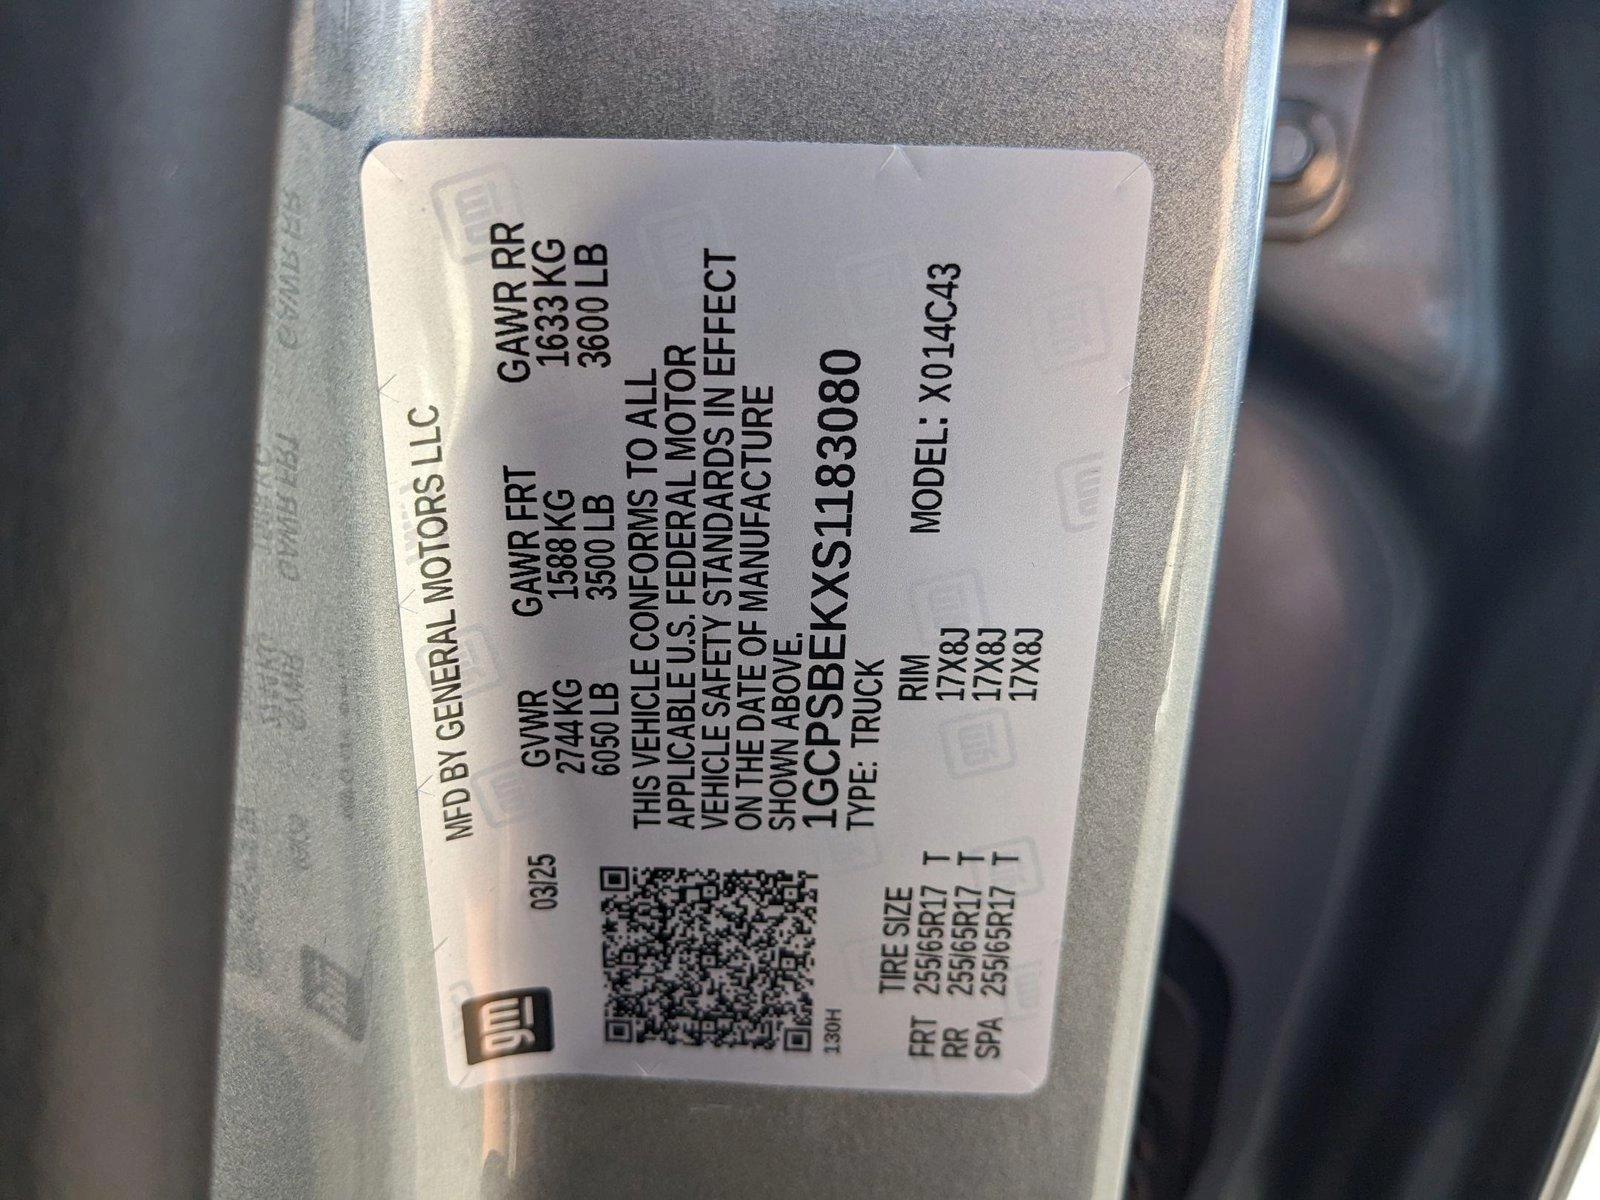 MFD BY GENERAL MOTORS LLC
gm
03/25
GVWR GAWR FRT GAWR RR
2744 KG 1588 KG 1633 KG
6050 LB 3500 LB 3600 LB
THIS VEHICLE CONFORMS TO ALL
APPLICABLE U.S. FEDERAL MOTOR
VEHICLE SAFETY STANDARDS IN EFFECT
ON THE DATE OF MANUFACTURE
SHOWN ABOVE.
1GCPSBEKXS1183080
TYPE: TRUCK
130H
MODEL: X014C43
TIRE SIZE RIM
FRT 255/65R17 T 17X8J
RR 255/65R17 T 17X8J
SPA 255/65R17 T 17X8J